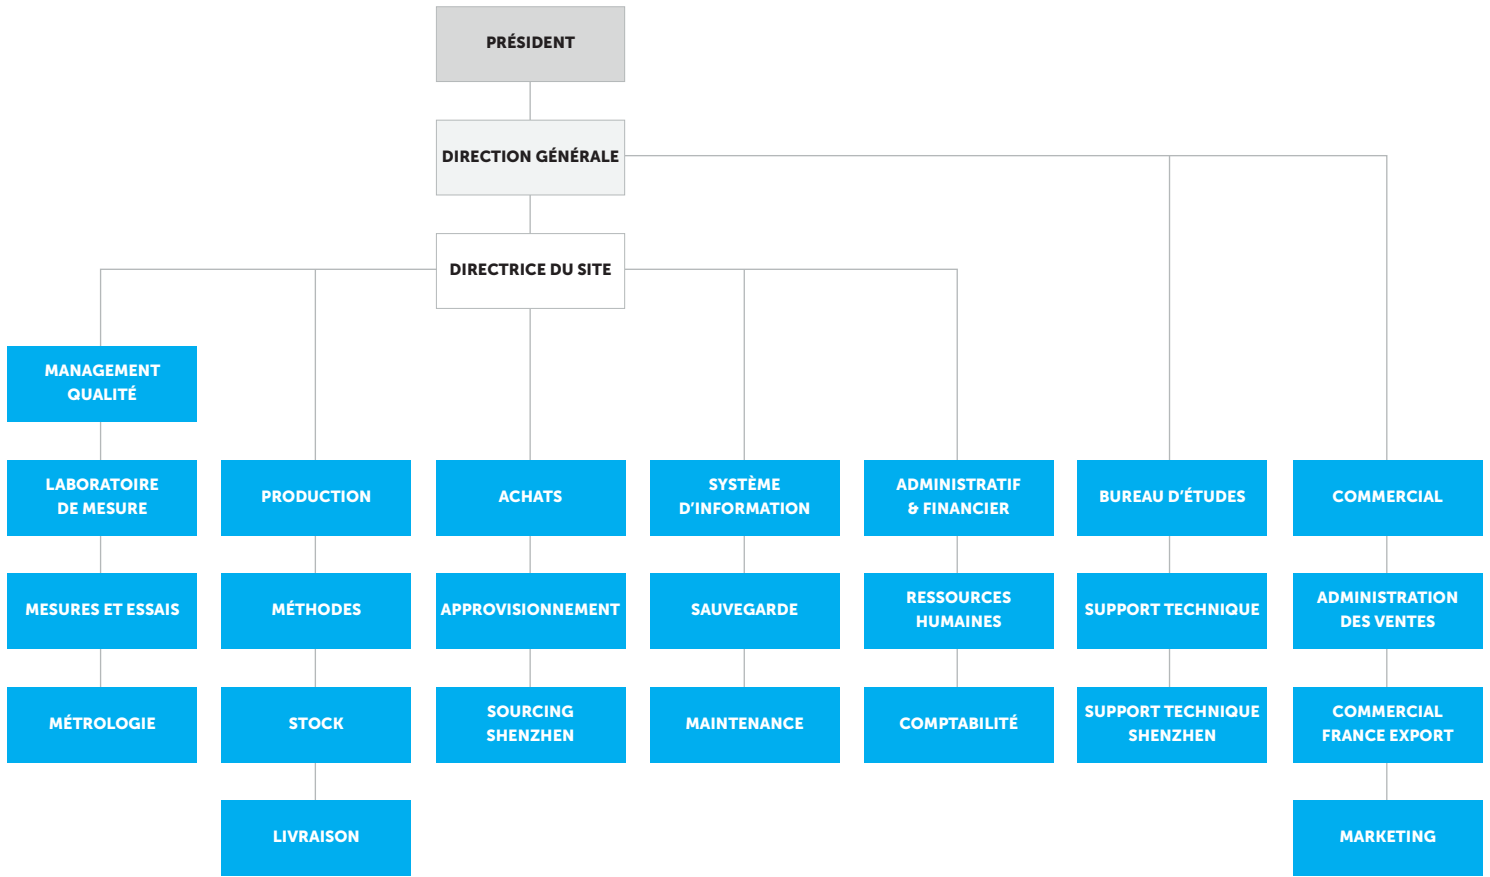 PRÉSIDENT
DIRECTION GÉNÉRALE
DIRECTRICE DU SITE
MANAGEMENT
QUALITÉ
LABORATOIRE
DE MESURE
MESURES ET ESSAIS
MÉTROLOGIE
PRODUCTION
MÉTHODES
STOCK
LIVRAISON
ACHATS
APPROVISIONNEMENT
SOURCING
SHENZHEN
SYSTÈME
D’INFORMATION
SAUVEGARDE
MAINTENANCE
ADMINISTRATIF
& FINANCIER
RESSOURCES
HUMAINES
COMPTABILITÉ
BUREAU D’ÉTUDES
SUPPORT TECHNIQUE
SUPPORT TECHNIQUE
SHENZHEN
COMMERCIAL
ADMINISTRATION
DES VENTES
COMMERCIAL
FRANCE EXPORT
MARKETING